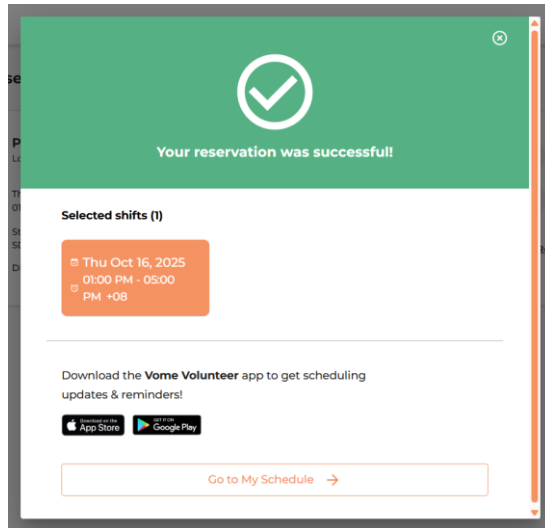 Your reservation was successful!
Selected shifts (1)
Thu Oct 16, 2025
01:00 PM - 05:00
PM +08
Download the Vome Volunteer app to get scheduling
updates & reminders!
Download on the
App Store
GET IT ON
Google Play
Go to My Schedule